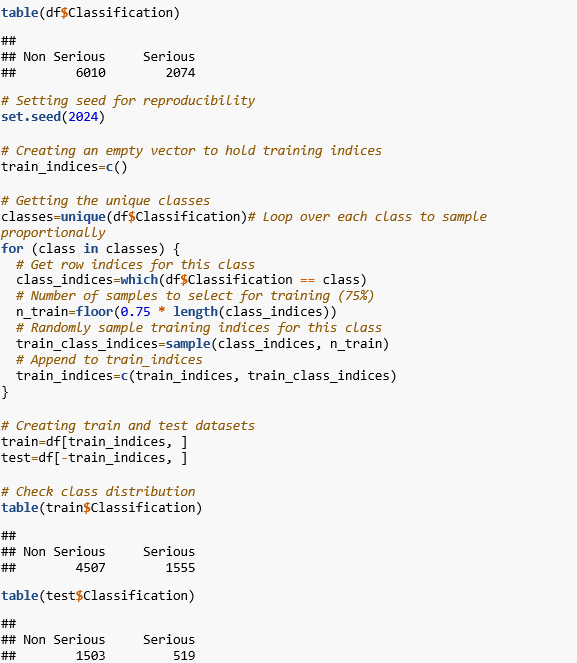 table(df$Classification)
##
## Non Serious     Serious
##        6010        2074
# Setting seed for reproducibility
set.seed(2024)
# Creating an empty vector to hold training indices
train_indices=c()
# Getting the unique classes
classes=unique(df$Classification)# Loop over each class to sample
proportionally
for (class in classes) {
  # Get row indices for this class
  class_indices=which(df$Classification == class)
  # Number of samples to select for training (75%)
  n_train=floor(0.75 * length(class_indices))
  # Randomly sample training indices for this class
  train_class_indices=sample(class_indices, n_train)
  # Append to train_indices
  train_indices=c(train_indices, train_class_indices)
}
# Creating train and test datasets
train=df[train_indices, ]
test=df[-train_indices, ]
# Check class distribution
table(train$Classification)
##
## Non Serious     Serious
##        4507        1555
table(test$Classification)
##
## Non Serious     Serious
##        1503         519